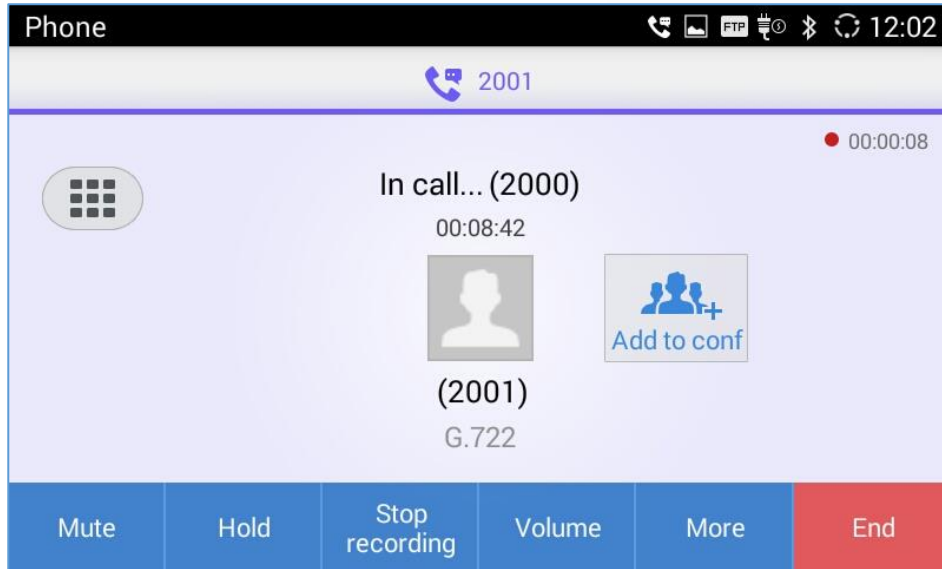 Phone
FTP
12:02
2001
00:00:08
In call... (2000)
00:08:42
Add to conf
(2001)
G.722
Mute
Hold
Stop
recording
Volume
More
End